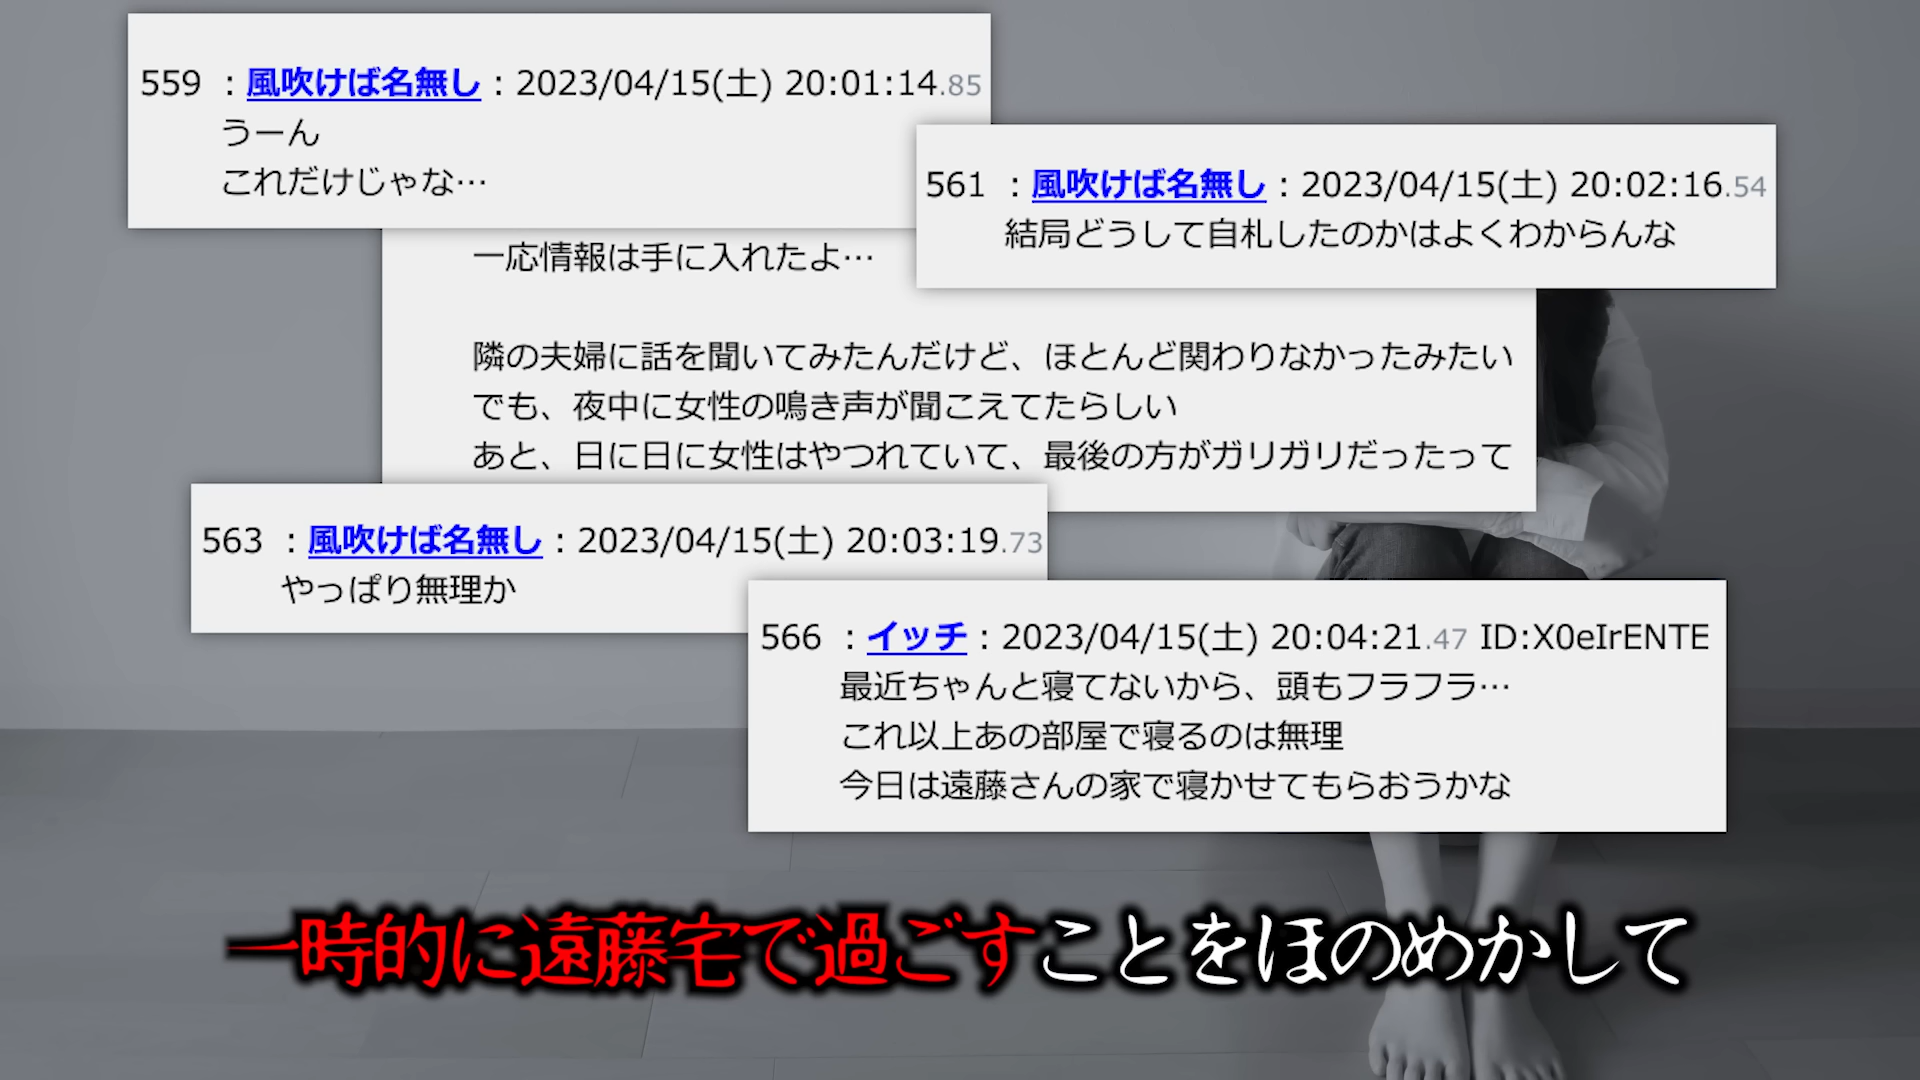 559 ：風吹けば名無し：2023/04/15(土) 20:01:14.85
うーん
これだけじゃな…
561 ：風吹けば名無し：2023/04/15(土) 20:02:16.54
結局どうして自札したのかはよくわからんな
一応情報は手に入れたよ…
隣の夫婦に話を聞いてみたんだけど、ほとんど関わりなかったみたい
でも、夜中に女性の鳴き声が聞こえてたらしい
あと、日に日に女性はやつれていて、最後の方がガリガリだったって
563 ：風吹けば名無し：2023/04/15(土) 20:03:19.73
やっぱり無理か
566 ：イッチ：2023/04/15(土) 20:04:21.47 ID:X0eIrENTE
最近ちゃんと寝てないから、頭もフラフラ…
これ以上あの部屋で寝るのは無理
今日は遠藤さんの家で寝かせてもらおうかな
一時的に遠藤宅で過ごすことをほのめかして